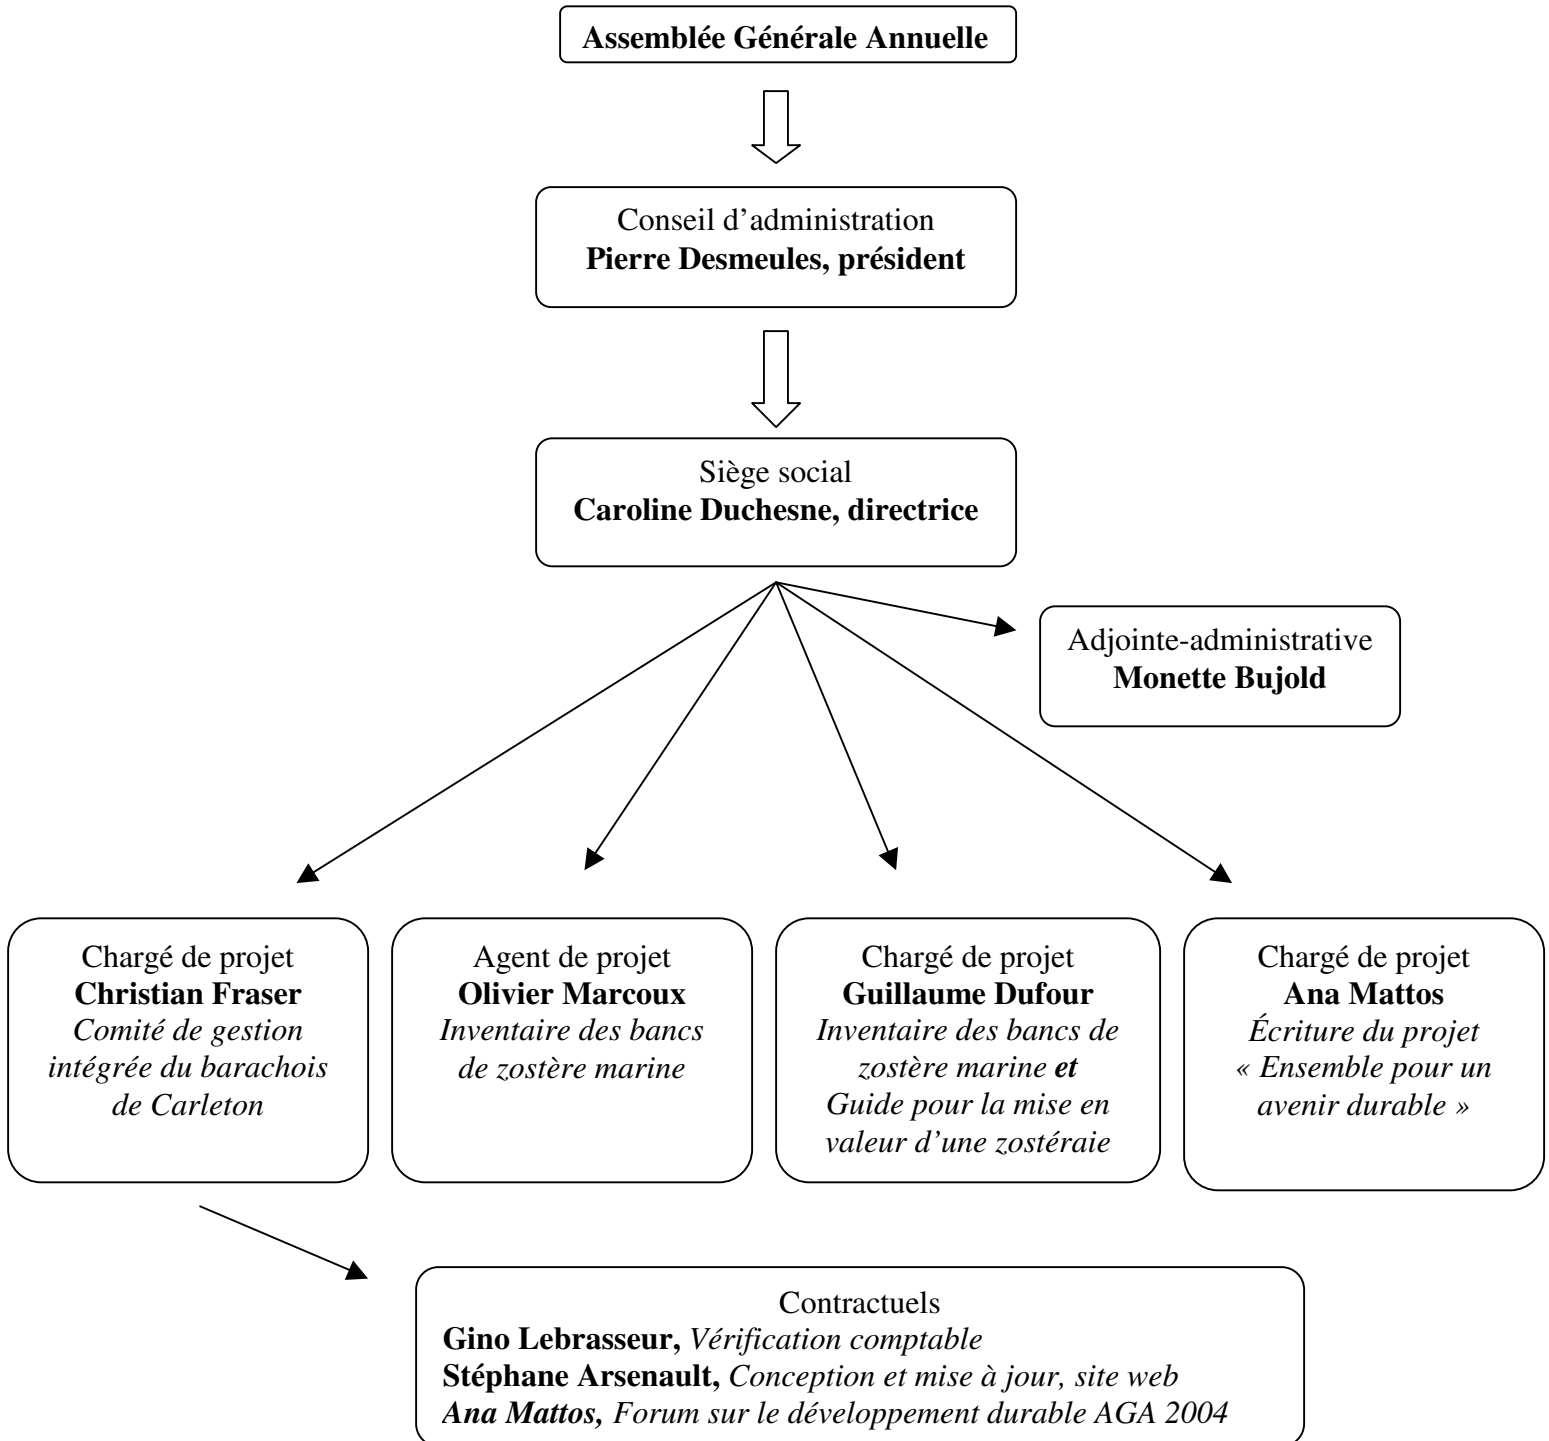 Assemblée Générale Annuelle
Conseil d’administration
Pierre Desmeules, président
Siège social
Caroline Duchesne, directrice
Adjointe-administrative
Monette Bujold
Chargé de projet
Christian Fraser
Comité de gestion
intégrée du barachois
de Carleton
Agent de projet
Olivier Marcoux
Inventaire des bancs
de zostère marine
Chargé de projet
Guillaume Dufour
Inventaire des bancs de
zostère marine et
Guide pour la mise en
valeur d’une zostéraie
Chargé de projet
Ana Mattos
Écriture du projet
« Ensemble pour un
avenir durable »
Contractuels
Gino Lebrasseur, Vérification comptable
Stéphane Arsenault, Conception et mise à jour, site web
Ana Mattos, Forum sur le développement durable AGA 2004